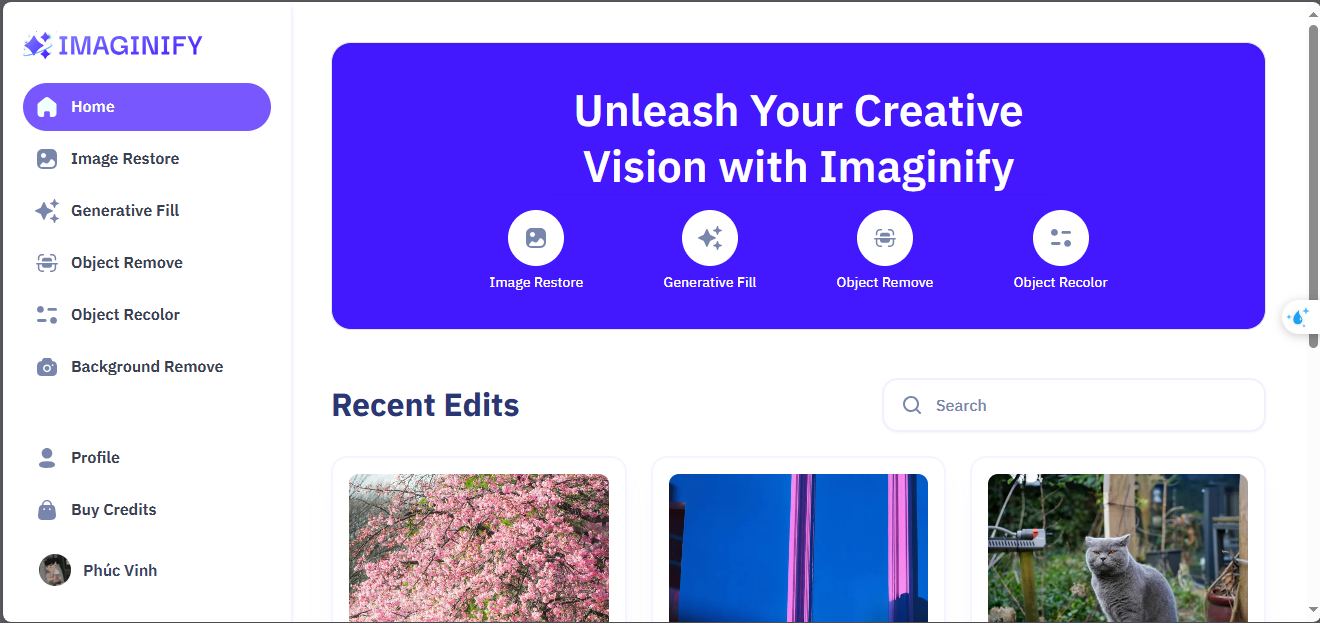 IMAGINIFY
Home
Image Restore
Generative Fill
Object Remove
Object Recolor
Background Remove
Profile
Buy Credits
Phúc Vinh
Unleash Your Creative
Vision with Imaginify
Image Restore
Generative Fill
Object Remove
Object Recolor
Recent Edits
Search